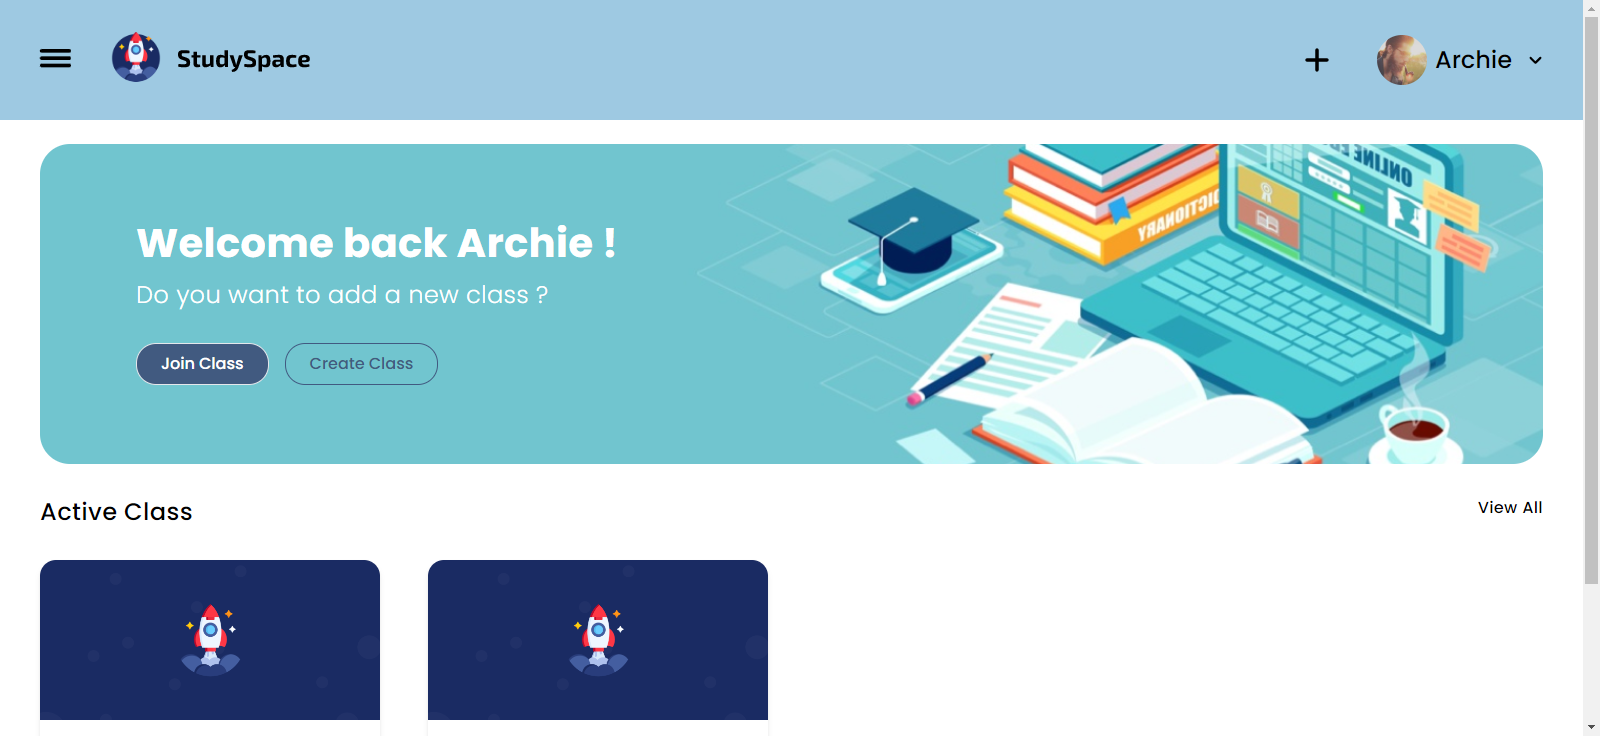 StudySpace
Archie
Welcome back Archie !
Do you want to add a new class ?
Join Class
Create Class
DICTIONARY
Active Class
View All